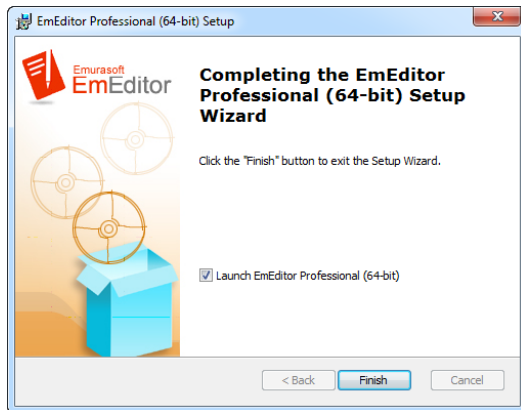 EmEditor Professional (64-bit) Setup
Emurasoft
EmEditor
Completing the EmEditor
Professional (64-bit) Setup
Wizard
Click the "Finish" button to exit the Setup Wizard.
Launch EmEditor Professional (64-bit)
< Back
Finish
Cancel